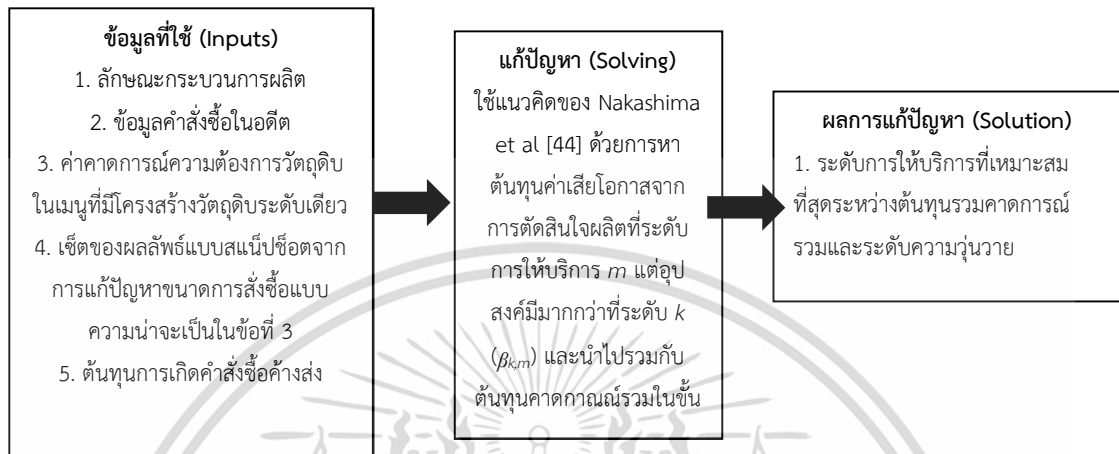 ข้อมูลที่ใช้ (Inputs)
1. ลักษณะกระบวนการผลิต
2. ข้อมูลคำสั่งซื้อในอดีต
3. ค่าคาดการณ์ความต้องการวัตถุดิบ
ในเมนูที่มีโครงสร้างวัตถุดิบระดับเดียว
4. เซ็ตของผลลัพธ์แบบสแน็ปช็อตจาก
การแก้ปัญหาขนาดการสั่งซื้อแบบ
ความน่าจะเป็นในข้อที่ 3
5. ต้นทุนการเกิดคำสั่งซื้อค้างส่ง
แก้ปัญหา (Solving)
ใช้แนวคิดของ Nakashima
et al [44] ด้วยการหา
ต้นทุนค่าเสียโอกาสจาก
การตัดสินใจผลิตที่ระดับ
การให้บริการ m แต่อุป
สงค์มีมากกว่าที่ระดับ k
(βk,m) และนำไปรวมกับ
ต้นทุนคาดกาณณ์รวมในขั้น
ผลการแก้ปัญหา (Solution)
1. ระดับการให้บริการที่เหมาะสม
ที่สุดระหว่างต้นทุนรวมคาดการณ์
รวมและระดับความวุ่นวาย